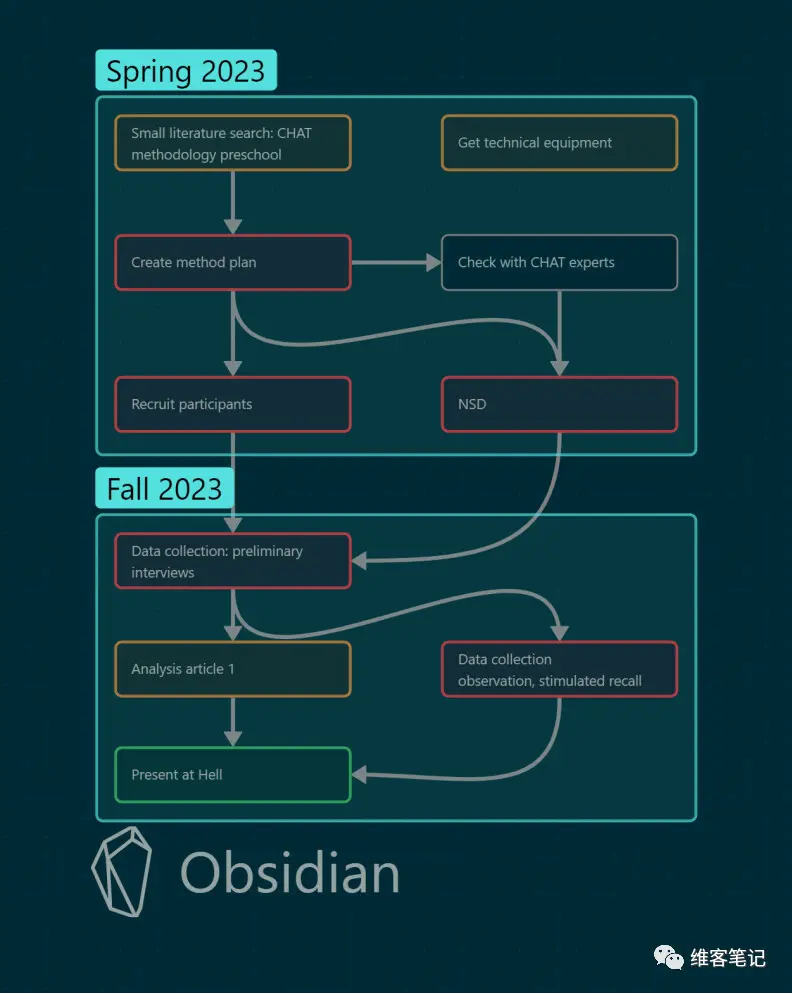 Spring 2023
Small literature search: CHAT
methodology preschool
Get technical equipment
Create method plan
Check with CHAT experts
Recruit participants
NSD
Fall 2023
Data collection: preliminary
interviews
Analysis article 1
Data collection
observation, stimulated recall
Present at Hell
Obsidian
维客笔记